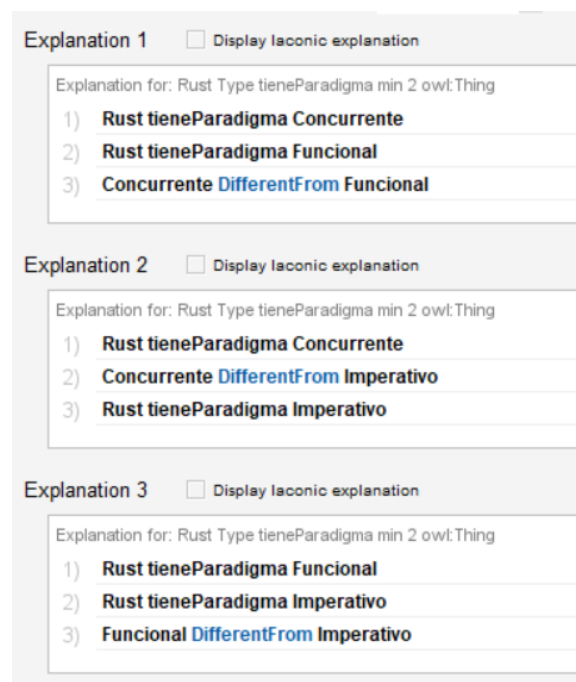 Explanation 1 Display laconic explanation
Explanation for: Rust Type tieneParadigma min 2 owl:Thing
1) Rust tieneParadigma Concurrente
2) Rust tieneParadigma Funcional
3) Concurrente DifferentFrom Funcional
Explanation 2 Display laconic explanation
Explanation for: Rust Type tieneParadigma min 2 owl:Thing
1) Rust tieneParadigma Concurrente
2) Concurrente DifferentFrom Imperativo
3) Rust tieneParadigma Imperativo
Explanation 3 Display laconic explanation
Explanation for: Rust Type tieneParadigma min 2 owl:Thing
1) Rust tieneParadigma Funcional
2) Rust tieneParadigma Imperativo
3) Funcional DifferentFrom Imperativo